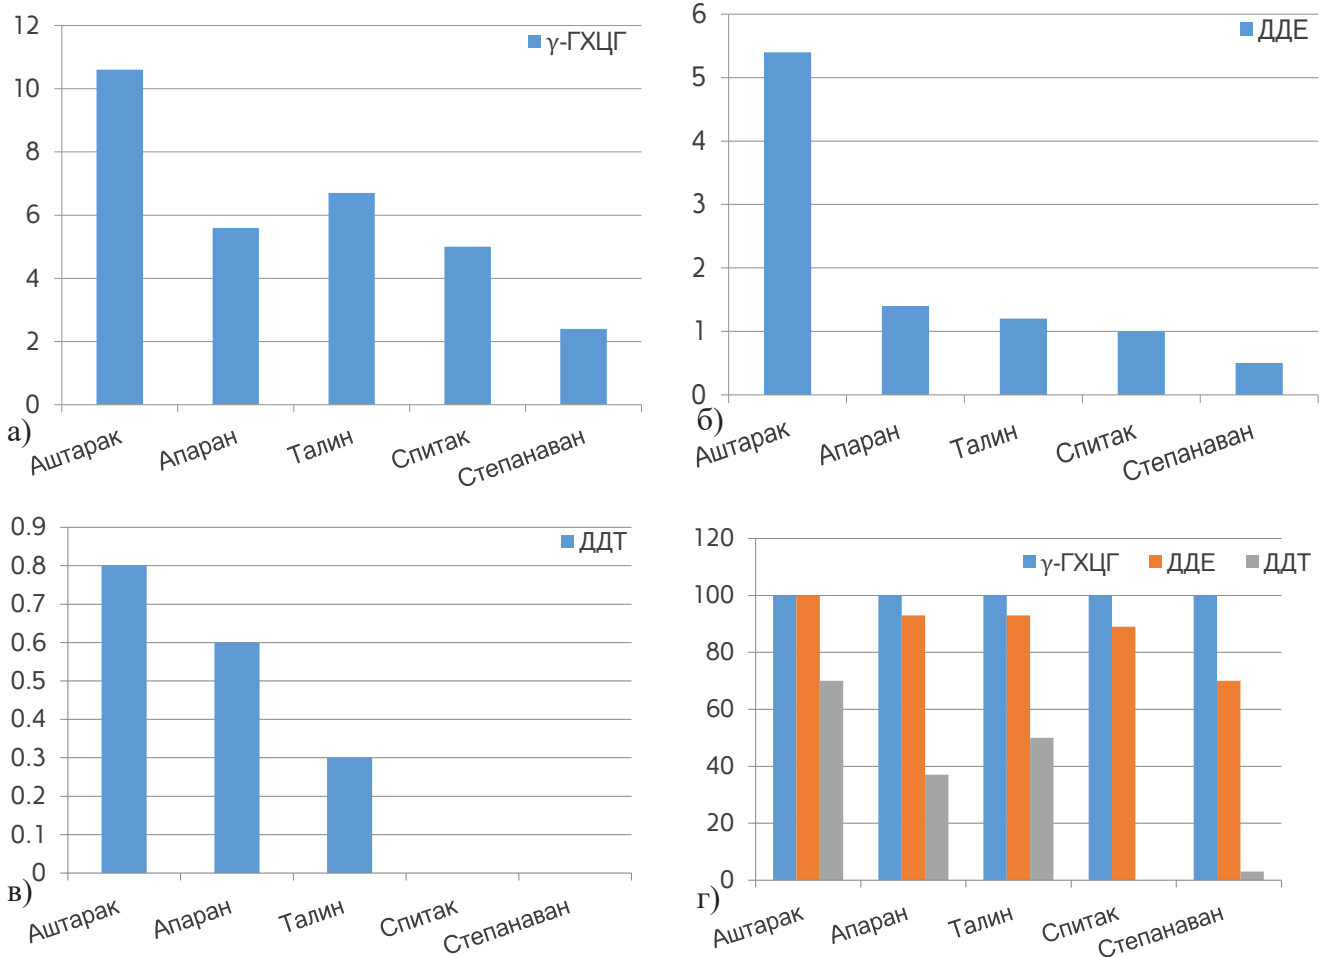 12
10
8
6
4
2
0
γ-ГХЦГ
а)
Аштарак
Апаран
Талин
Спитак
Степанаван
6
5
4
3
2
1
0
ДДЕ
б)
Аштарак
Апаран
Талин
Спитак
Степанаван
0.9
0.8
0.7
0.6
0.5
0.4
0.3
0.2
0.1
0
ДДТ
в)
Аштарак
Апаран
Талин
Спитак
Степанаван
120
100
80
60
40
20
0
γ-ГХЦГ ДДЕ ДДТ
г)
Аштарак
Апаран
Талин
Спитак
Степанаван